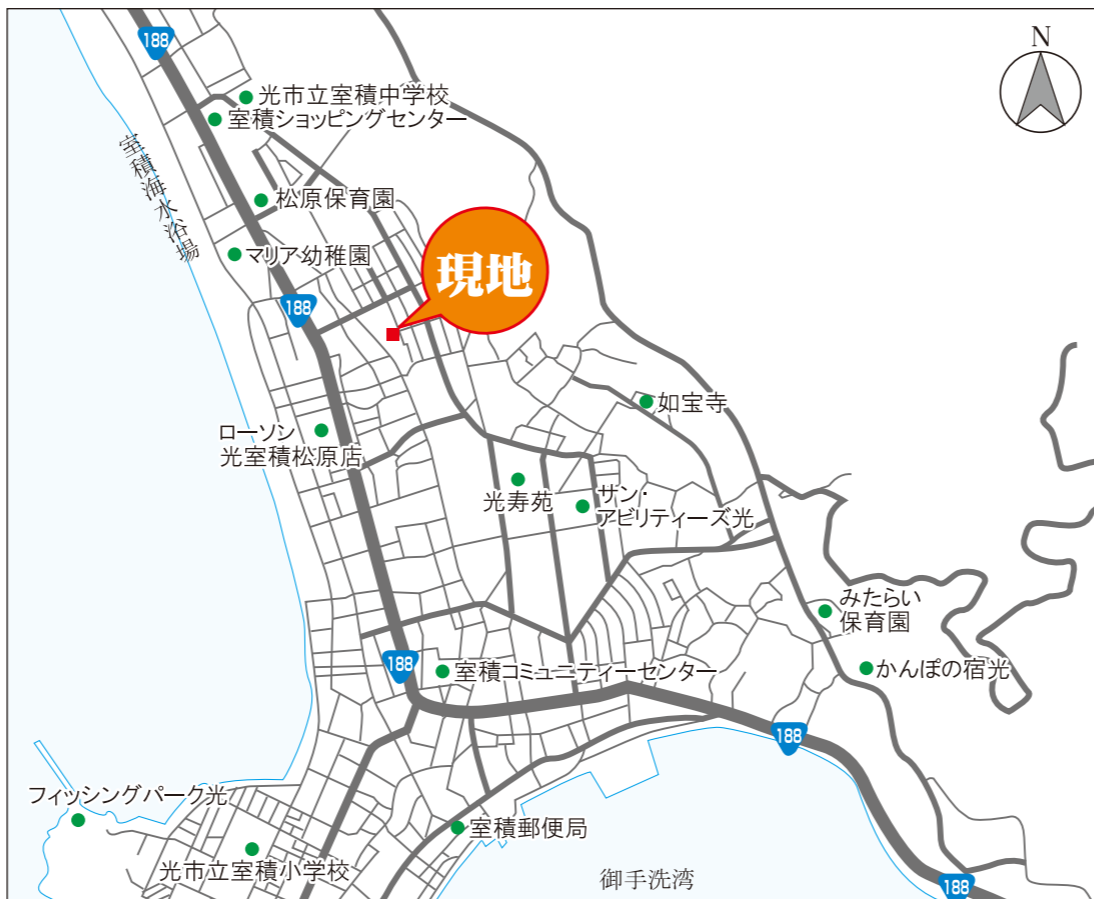 188
N
光市立室積中学校
室積ショッピングセンター
室積海水浴場
松原保育園
マリア幼稚園
現地
188
如宝寺
ローソン
光室積松原店
光寿苑
サン・
アビリティーズ光
みたらい
保育園
188
室積コミュニティーセンター
かんぽの宿光
188
フィッシングパーク光
室積郵便局
光市立室積小学校
御手洗湾
188